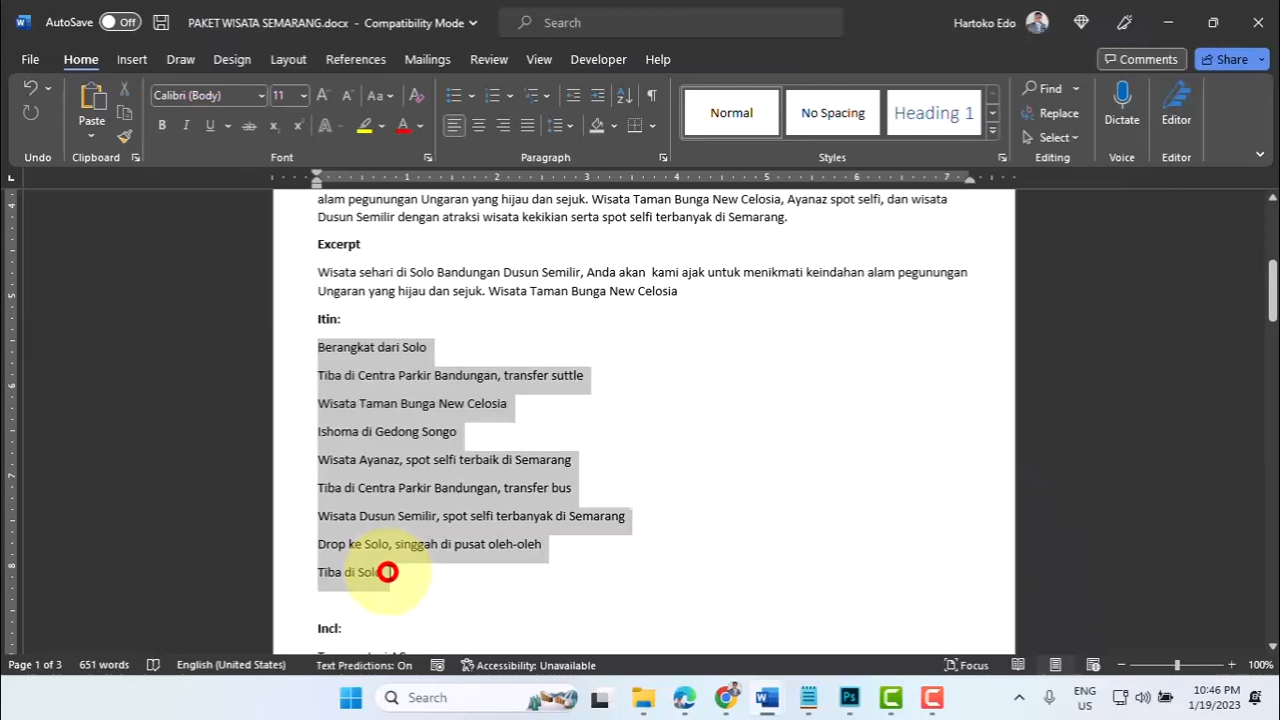 AutoSave Off PAKET WISATA SEMARANG.docx - Compatibility Mode Search Hartoko Edo
File Home Insert Draw Design Layout References Mailings Review View Developer Help Comments Share
Calibri (Body) 11 Normal No Spacing Heading 1 Find
Paste Replace Dictate Editor
Select
Undo Clipboard Font Paragraph Styles Editing Voice Editor
1 2 3 4 5 6 7
alam pegunungan Ungaran yang hijau dan sejuk. Wisata Taman Bunga New Celosia, Ayanaz spot selfi, dan wisata
Dusun Semilir dengan atraksi wisata kekikian serta spot selfi terbanyak di Semarang.
Excerpt
Wisata sehari di Solo Bandungan Dusun Semilir, Anda akan kami ajak untuk menikmati keindahan alam pegunungan
Ungaran yang hijau dan sejuk. Wisata Taman Bunga New Celosia
Itin:
Berangkat dari Solo
Tiba di Centra Parkir Bandungan, transfer suttle
Wisata Taman Bunga New Celosia
Ishoma di Gedong Songo
Wisata Ayanaz, spot selfi terbaik di Semarang
Tiba di Centra Parkir Bandungan, transfer bus
Wisata Dusun Semilir, spot selfi terbanyak di Semarang
Drop ke Solo, singgah di pusat oleh-oleh
Tiba di Solo
Incl:
Page 1 of 3 651 words English (United States) Text Predictions: On Accessibility: Unavailable Focus 100%
Search ENG 10:46 PM
US 1/19/2023